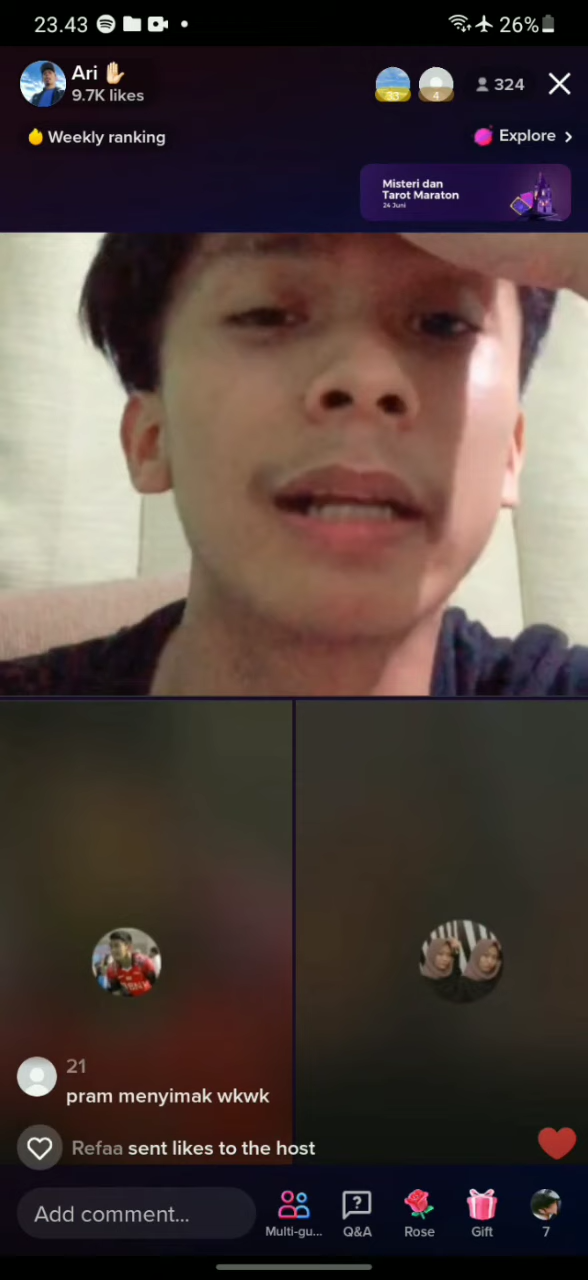 23.43
26%
Ari
9.7K likes
33
4
324
Weekly ranking
Explore
Misteri dan
Tarot Maraton
24 Juni
21
pram menyimak wkwk
Refaa sent likes to the host
Add comment...
Multi-gu...
Q&A
Rose
Gift
7